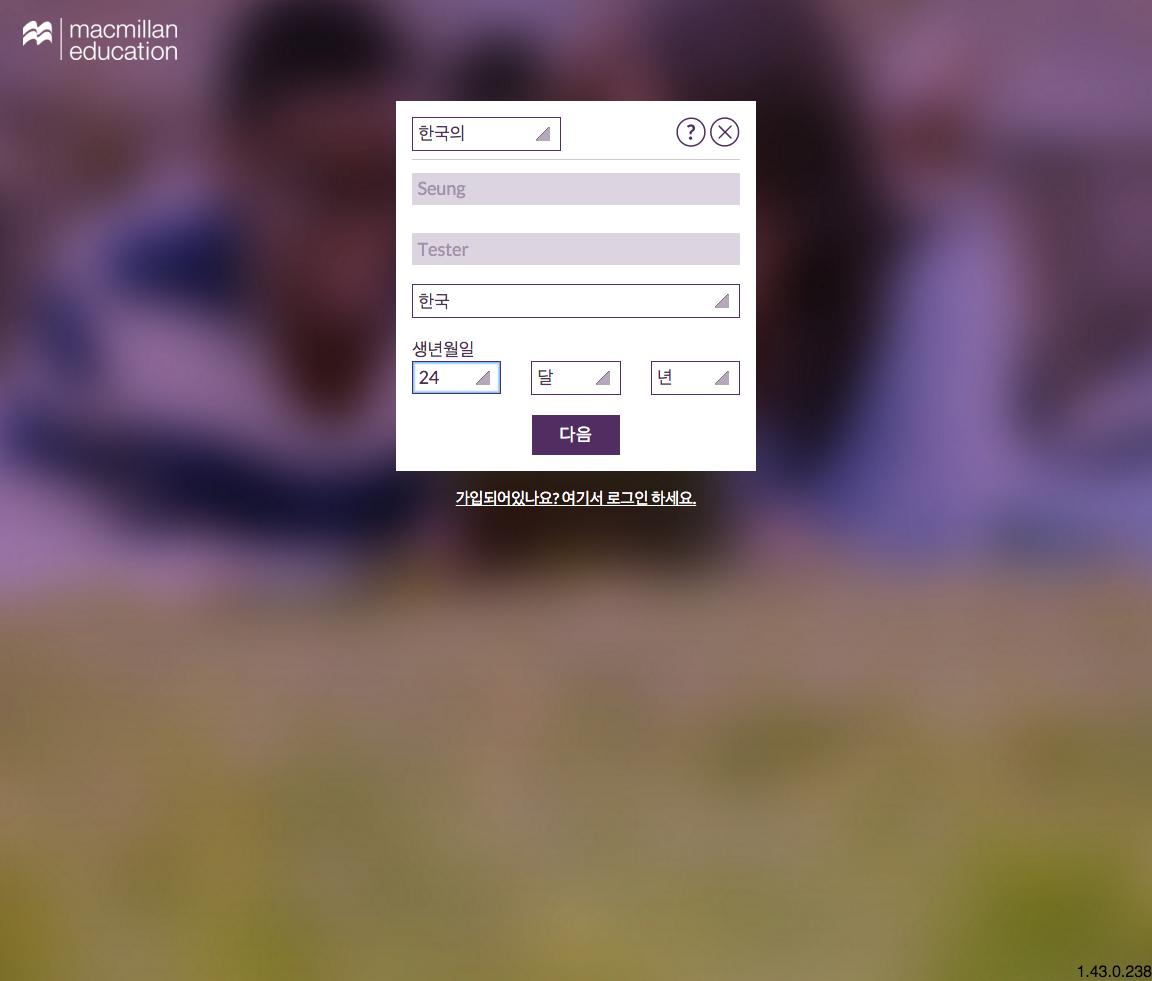 macmillan
education
한국의
?
Seung
Tester
한국
생년월일
24 달 년
다음
가입되어있나요? 여기서 로그인 하세요.
1.43.0.238